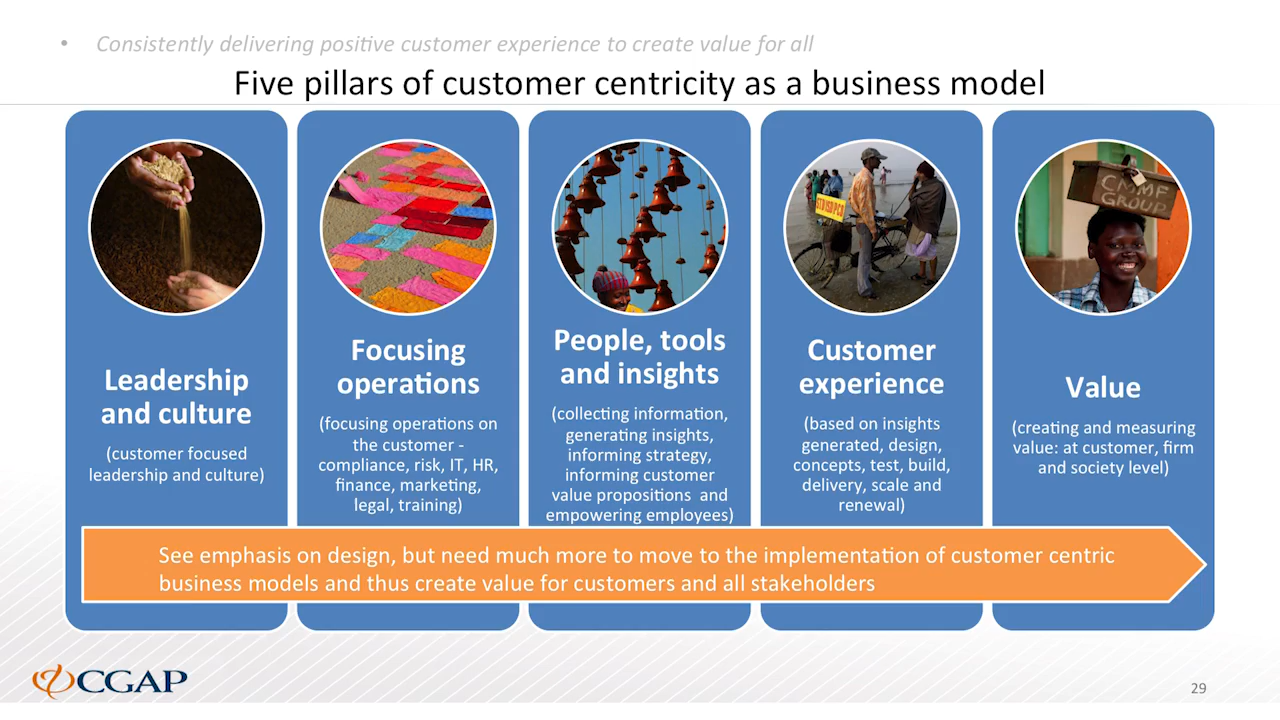 • Consistently delivering positive customer experience to create value for all
Five pillars of customer centricity as a business model
STD ISD PCO
CMMF
GROUP
Leadership
and culture
(customer focused
leadership and culture)
Focusing
operations
(focusing operations on
the customer -
compliance, risk, IT, HR,
finance, marketing,
legal, training)
People, tools
and insights
(collecting information,
generating insights,
informing strategy,
informing customer
value propositions and
empowering employees)
Customer
experience
(based on insights
generated, design,
concepts, test, build,
delivery, scale and
renewal)
Value
(creating and measuring
value: at customer, firm
and society level)
See emphasis on design, but need much more to move to the implementation of customer centric
business models and thus create value for customers and all stakeholders
CGAP
29